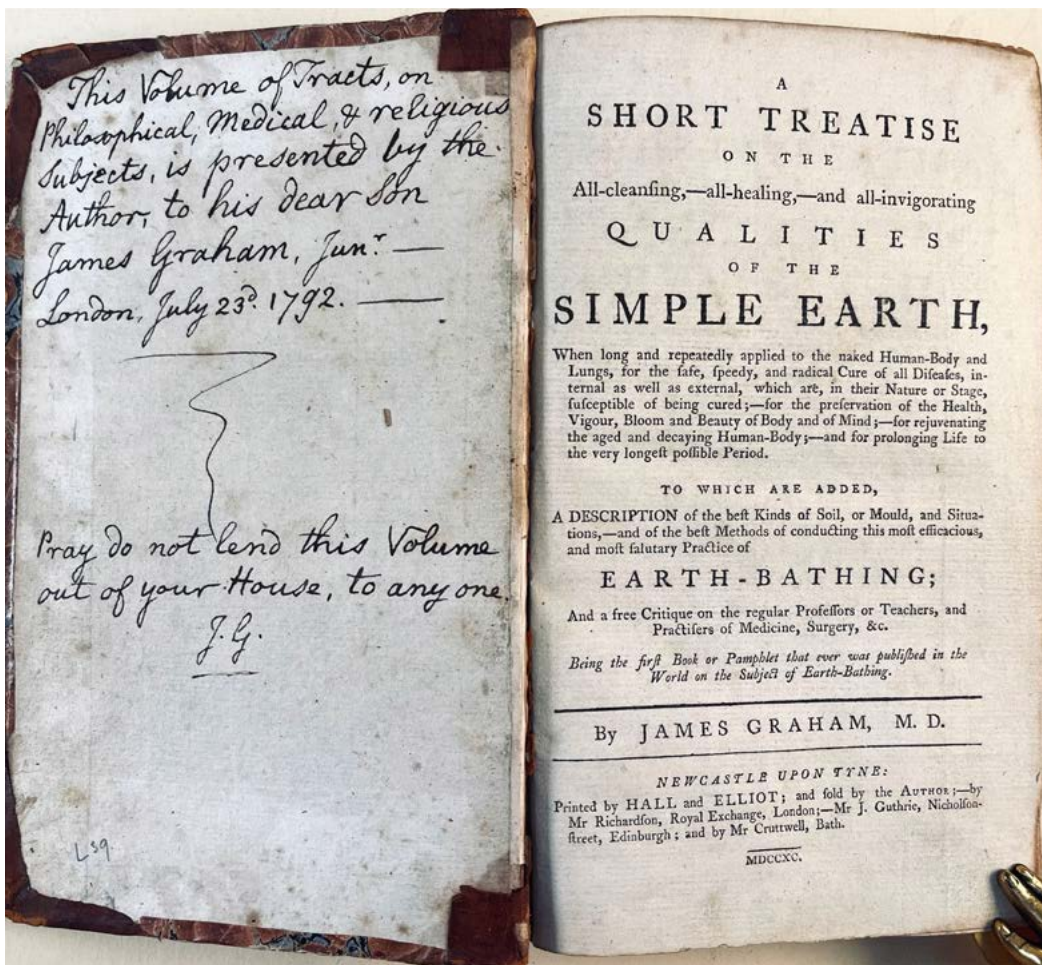 This Volume of Tracts, on
Philosophical, Medical, & religious
subjects, is presented by the
Author, to his dear Son
James Graham, Junr. —
London, July 23d. 1792. —
Pray do not lend this Volume
out of your House, to any one.
J.G.
A
SHORT TREATISE
ON THE
All-cleanſing,—all-healing,—and all-invigorating
QUALITIES
OF THE
SIMPLE EARTH,
When long and repeatedly applied to the naked Human-Body and
Lungs, for the ſafe, ſpeedy, and radical Cure of all Diſeaſes, in-
ternal as well as external, which are, in their Nature or Stage,
ſuſceptible of being cured;—for the preſervation of the Health,
Vigour, Bloom and Beauty of Body and of Mind;—for rejuvenating
the aged and decaying Human-Body;—and for prolonging Life to
the very longeſt poſſible Period.
TO WHICH ARE ADDED,
A DESCRIPTION of the beſt Kinds of Soil, or Mould, and Situa-
tions,—and of the beſt Methods of conducting this moſt efficacious,
and moſt ſalutary Practice of
EARTH-BATHING;
And a free Critique on the regular Profeſſors or Teachers, and
Practiſers of Medicine, Surgery, &c.
Being the firſt Book or Pamphlet that ever was publiſhed in the
World on the Subject of Earth-Bathing.
By JAMES GRAHAM, M. D.
NEWCASTLE UPON TYNE:
Printed by HALL and ELLIOT; and ſold by the AUTHOR;—by
Mr Richardſon, Royal Exchange, London;—Mr J. Guthrie, Nicholſon-
ſtreet, Edinburgh; and by Mr Cruttwell, Bath.
MDCCXC.